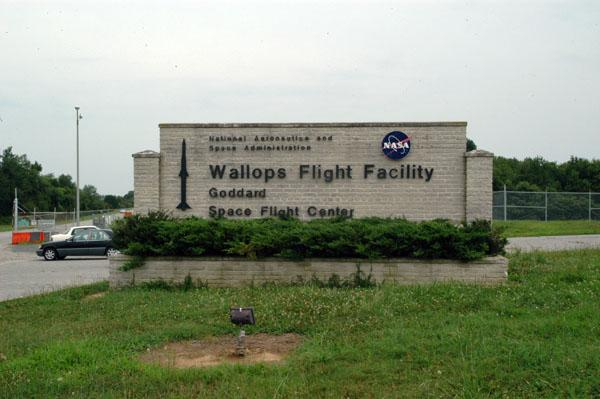 National Aeronautics and
Space Administration
NASA
Wallops Flight Facility
Goddard
Space Flight Center